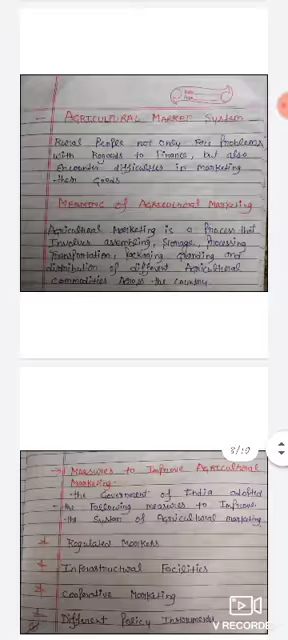 AGRICULTURAL MARKET SYSTEM
Rural People not only face Problems
with Regards to Finance, but also
encounter difficulties in marketing
their goods
MEANING of AGRICULTURAL MARKETING
Agricultural Marketing is a Process that
Involves assembling, Storage, Processing
Transportation, Packaging, Grading and
distribution of different Agricultural
commodities Across the country.
3/10
→ MEASURES to IMPROVE AGRICULTURAL
Marketing-
- the Government of India adopted
the following measures to Improve
the System of Agricultural marketing
* Regulated Markets
* Infrastructural Facilities
* Cooperative Marketing
* Different Policy Instruments
V RECORDER